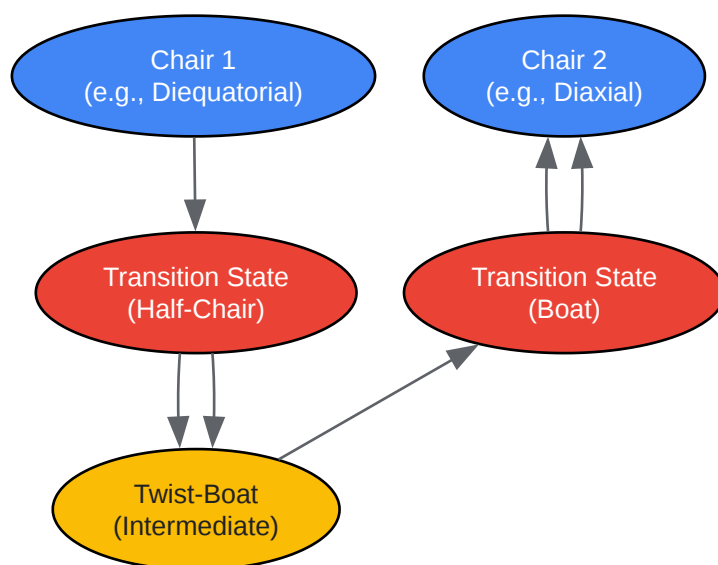 Chair 1
(e.g., Diequatorial)
Chair 2
(e.g., Diaxial)
Transition State
(Half-Chair)
Transition State
(Boat)
Twist-Boat
(Intermediate)